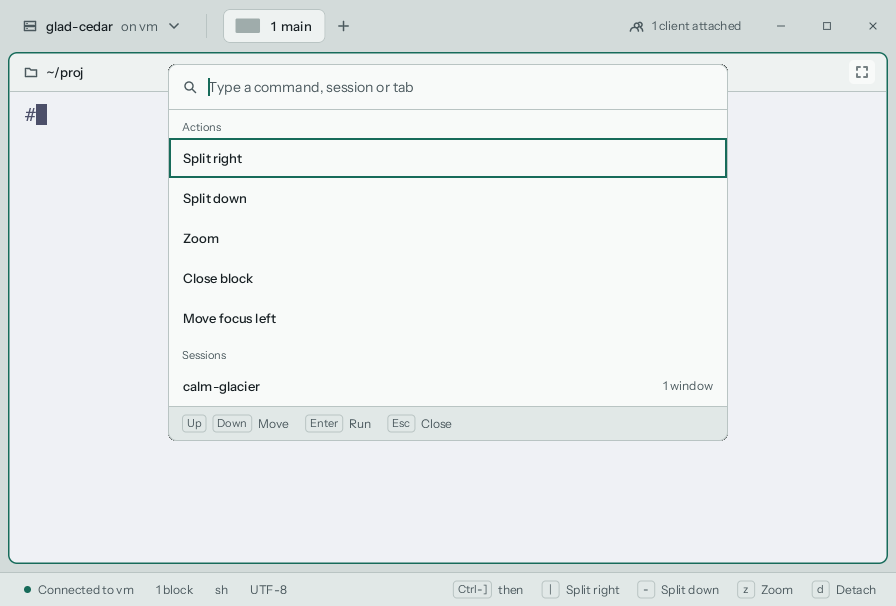 glad-cedar on vm 1 main + 1 client attached
~/proj
#
Type a command, session or tab
Actions
Split right
Split down
Zoom
Close block
Move focus left
Sessions
calm-glacier 1 window
Up Down Move Enter Run Esc Close
Connected to vm 1 block sh UTF-8 Ctrl-] then | Split right - Split down z Zoom d Detach